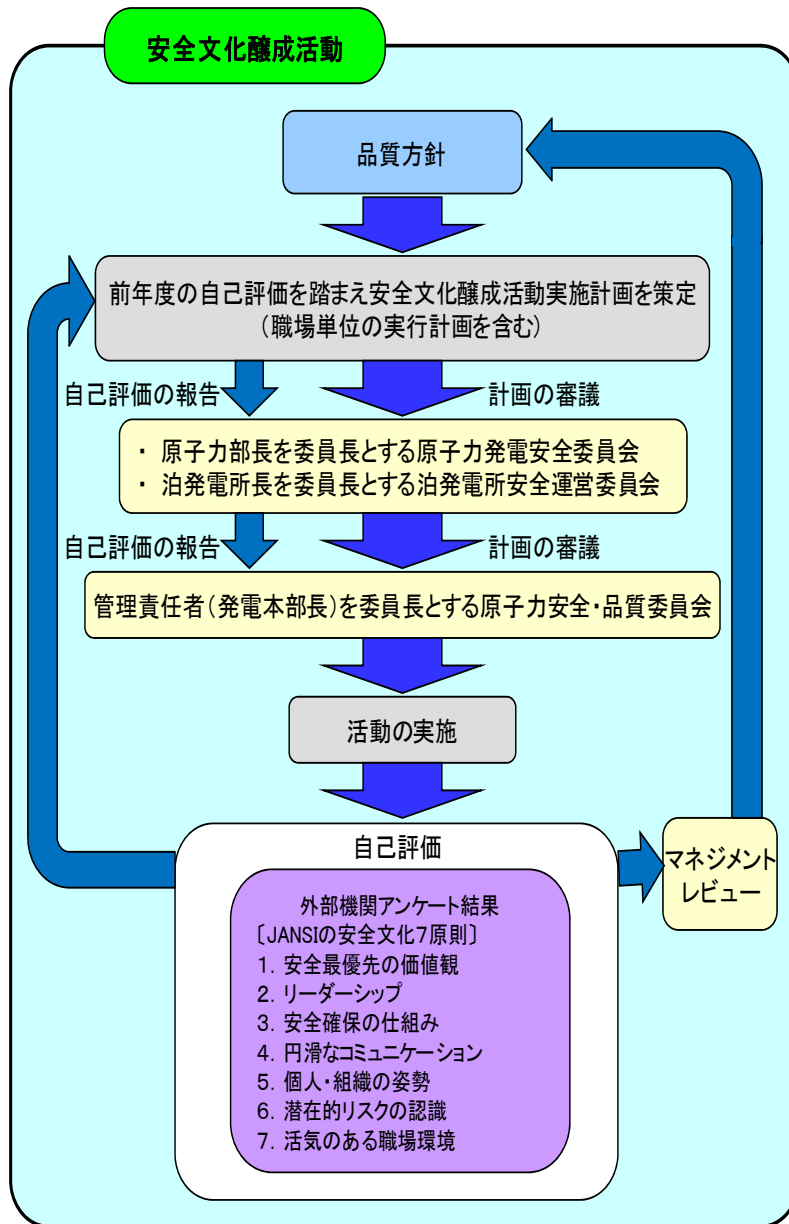 安全文化醸成活動
品質方針
前年度の自己評価を踏まえ安全文化醸成活動実施計画を策定
(職場単位の実行計画を含む)
自己評価の報告
計画の審議
・ 原子力部長を委員長とする原子力発電安全委員会
・ 泊発電所長を委員長とする泊発電所安全運営委員会
自己評価の報告
計画の審議
管理責任者(発電本部長)を委員長とする原子力安全・品質委員会
活動の実施
自己評価
マネジメント
レビュー
外部機関アンケート結果
〔JANSIの安全文化7原則〕
1. 安全最優先の価値観
2. リーダーシップ
3. 安全確保の仕組み
4. 円滑なコミュニケーション
5. 個人・組織の姿勢
6. 潜在的リスクの認識
7. 活気のある職場環境